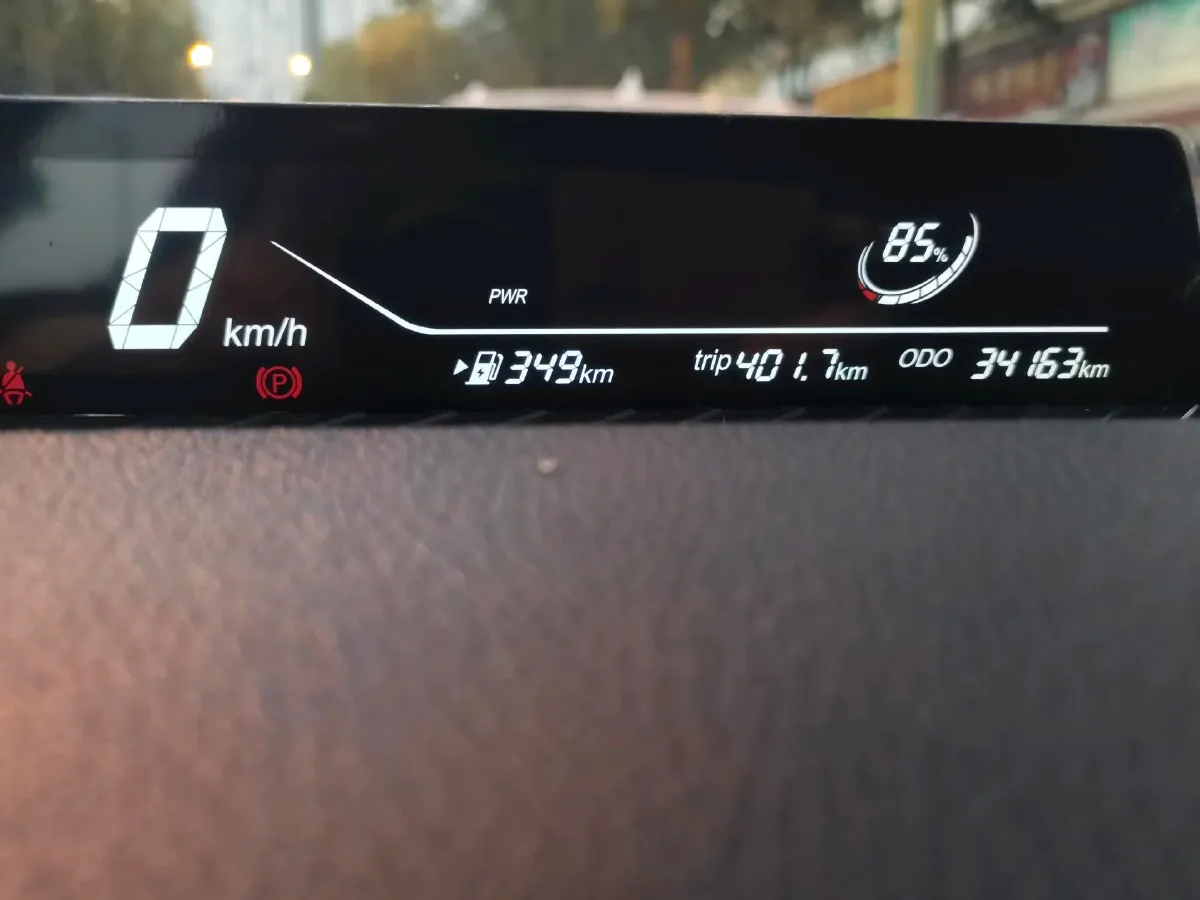 0 km/h
PWR
85%
349km
trip 401.7km
ODO 34163km
P